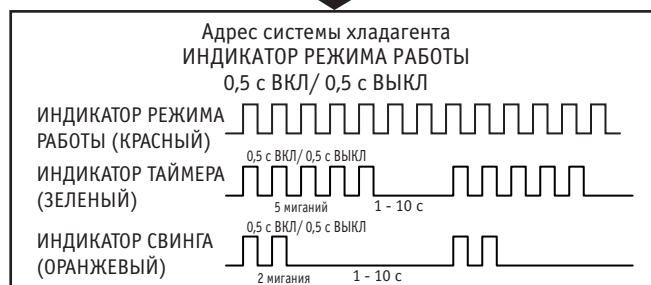 Адрес системы хладагента
ИНДИКАТОР РЕЖИМА РАБОТЫ
0,5 с ВКЛ/ 0,5 с ВЫКЛ
ИНДИКАТОР РЕЖИМА
РАБОТЫ (КРАСНЫЙ)
0,5 с ВКЛ/ 0,5 с ВЫКЛ
ИНДИКАТОР ТАЙМЕРА
(ЗЕЛЕНЫЙ)
5 миганий 1 - 10 с
0,5 с ВКЛ/ 0,5 с ВЫКЛ
ИНДИКАТОР СВИНГА
(ОРАНЖЕВЫЙ)
2 мигания 1 - 10 с